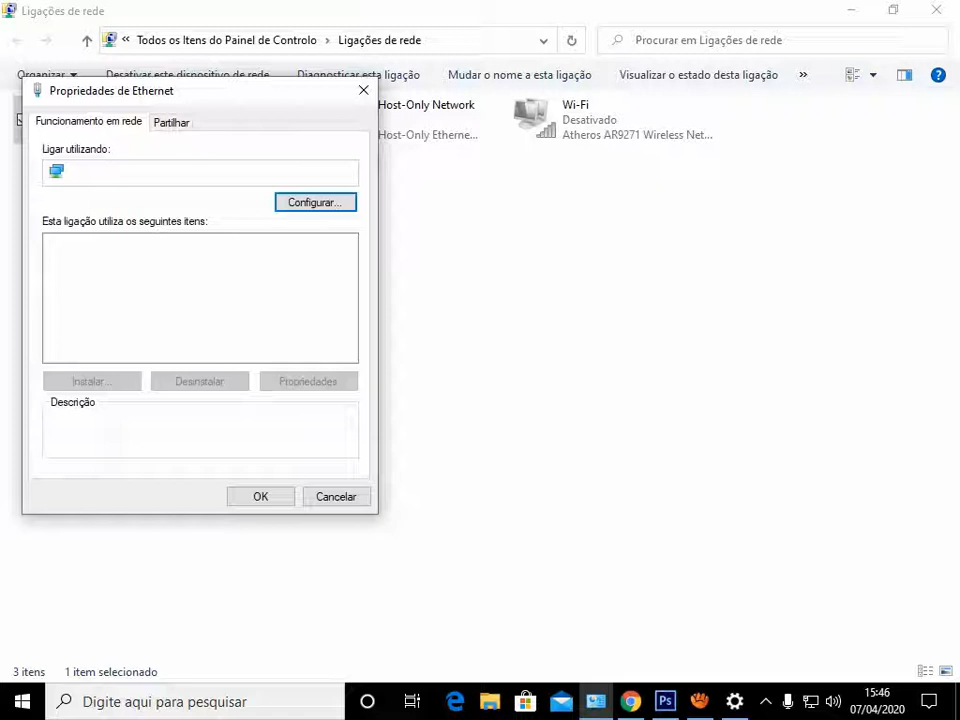 Ligações de rede
« Todos os Itens do Painel de Controlo › Ligações de rede
Procurar em Ligações de rede
Organizar Desativar este dispositivo de rede Diagnosticar esta ligação Mudar o nome a esta ligação Visualizar o estado desta ligação »
Propriedades de Ethernet
Funcionamento em rede Partilhar
Ligar utilizando:
Configurar...
Esta ligação utiliza os seguintes itens:
Instalar... Desinstalar Propriedades
Descrição
OK Cancelar
Host-Only Network
Host-Only Etherne...
Wi-Fi
Desativado
Atheros AR9271 Wireless Net...
3 itens 1 item selecionado
Digite aqui para pesquisar
Ps
15:46
07/04/2020